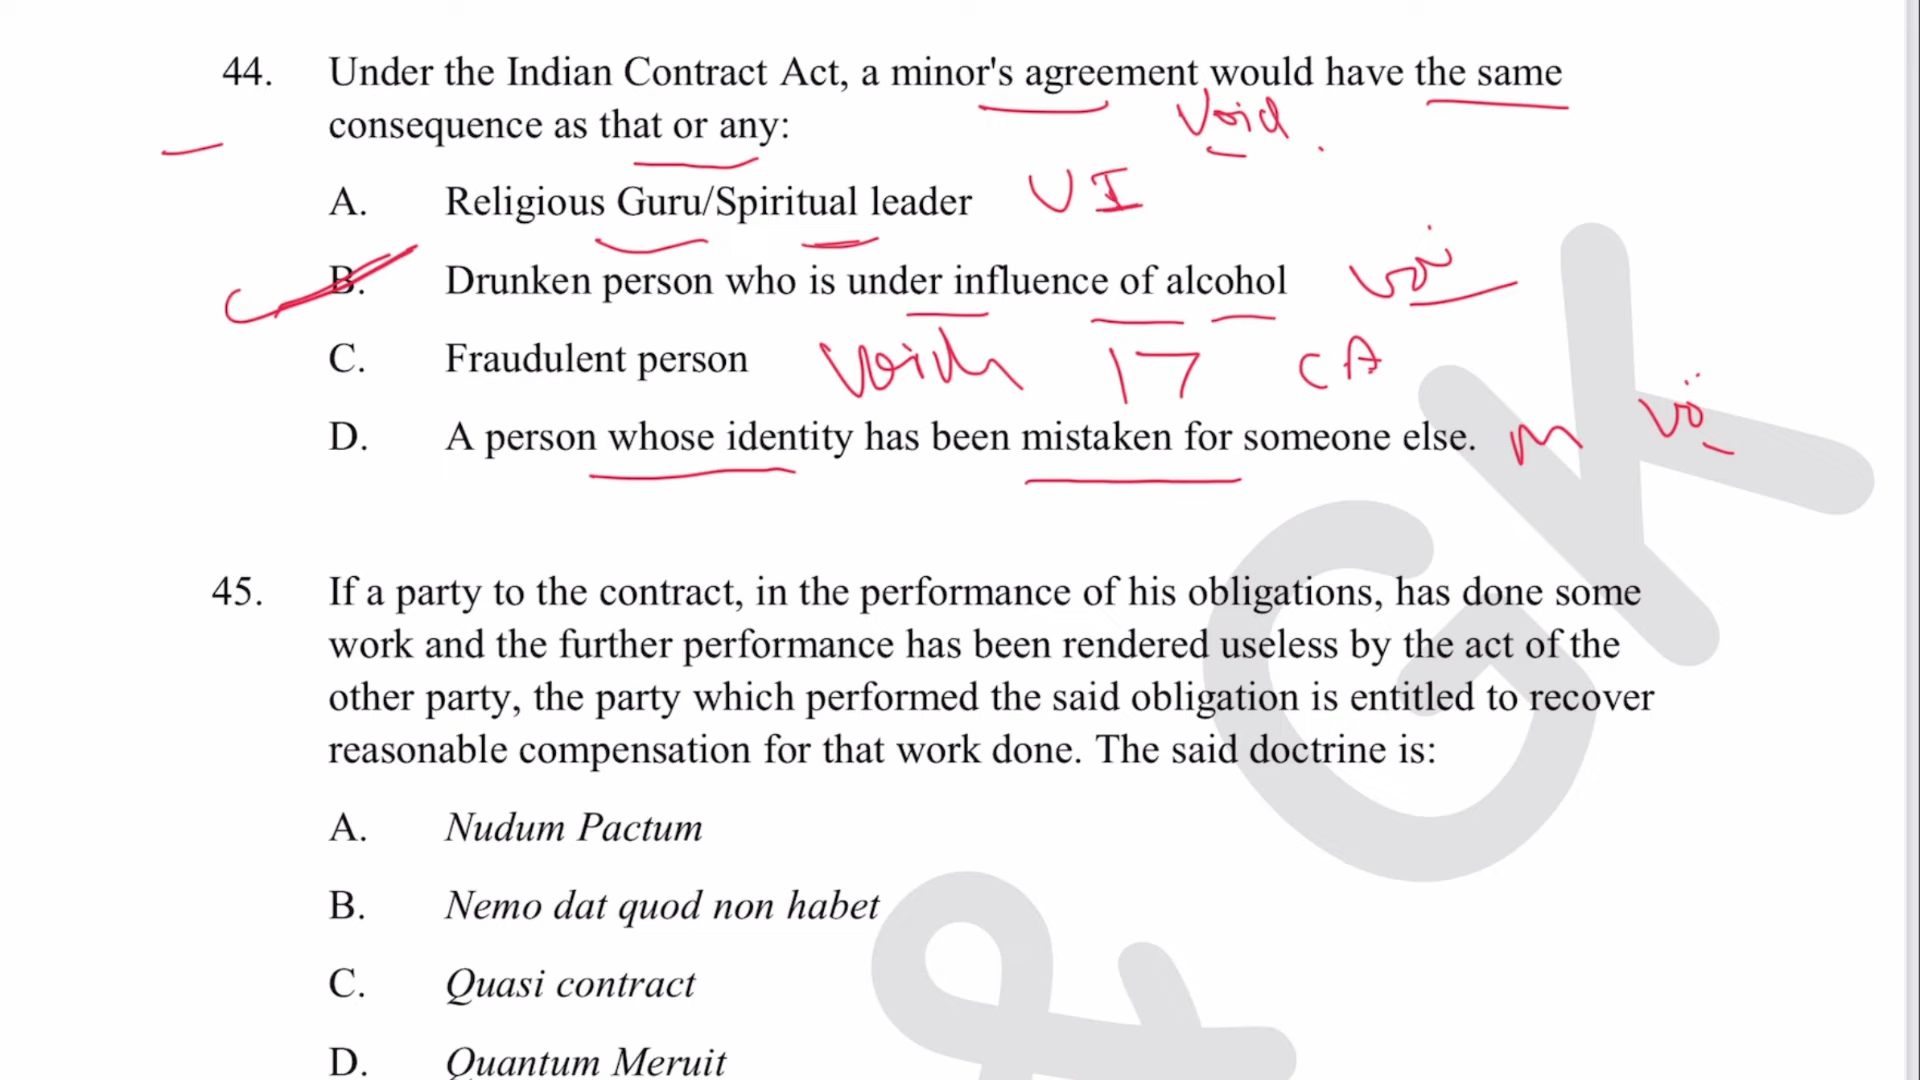 44. Under the Indian Contract Act, a minor's agreement would have the same
consequence as that or any:
Void.
A. Religious Guru/Spiritual leader UI
B. Drunken person who is under influence of alcohol
C. Fraudulent person 17 CA
D. A person whose identity has been mistaken for someone else. M
45. If a party to the contract, in the performance of his obligations, has done some
work and the further performance has been rendered useless by the act of the
other party, the party which performed the said obligation is entitled to recover
reasonable compensation for that work done. The said doctrine is:
A. Nudum Pactum
B. Nemo dat quod non habet
C. Quasi contract
D. Quantum Meruit
& GK